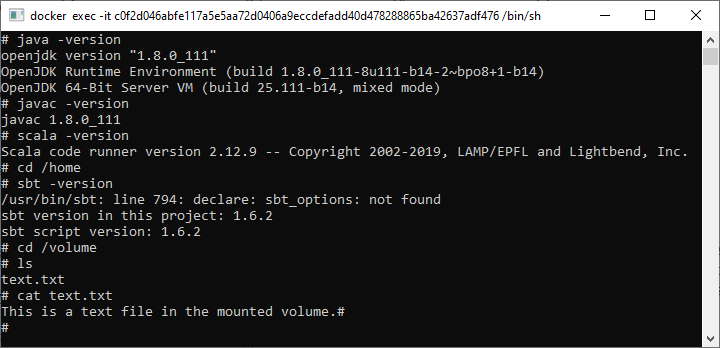 docker exec -it c0f2d046abfe117a5e5aa72d0406a9eccdefadd40d478288865ba42637adf476 /bin/sh
# java -version
openjdk version "1.8.0_111"
OpenJDK Runtime Environment (build 1.8.0_111-8u111-b14-2~bpo8+1-b14)
OpenJDK 64-Bit Server VM (build 25.111-b14, mixed mode)
# javac -version
javac 1.8.0_111
# scala -version
Scala code runner version 2.12.9 -- Copyright 2002-2019, LAMP/EPFL and Lightbend, Inc.
# cd /home
# sbt -version
/usr/bin/sbt: line 794: declare: sbt_options: not found
sbt version in this project: 1.6.2
sbt script version: 1.6.2
# cd /volume
# ls
text.txt
# cat text.txt
This is a text file in the mounted volume.#
#